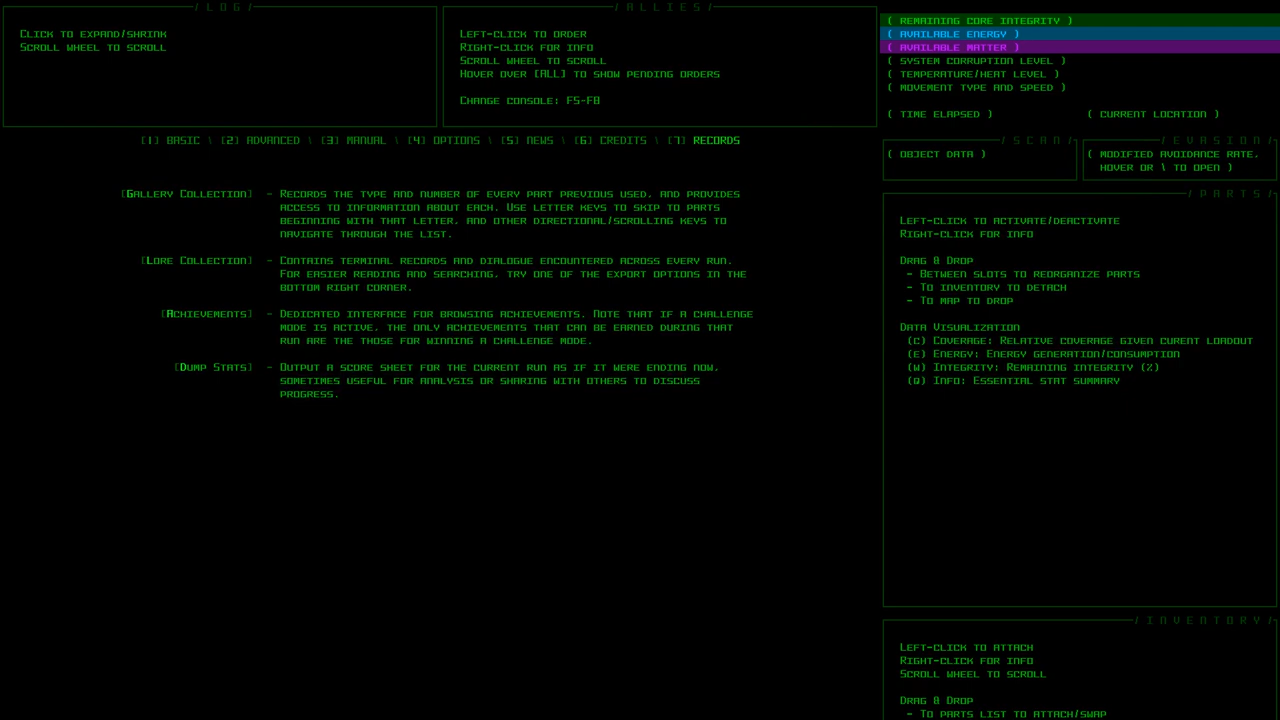 / L O G /
Click to expand/shrink
Scroll wheel to scroll
/ A L L I E S /
Left-click to order
Right-click for info
Scroll wheel to scroll
Hover over [ALL] to show pending orders
Change console: F5-F8
( Remaining core integrity )
( Available energy )
( Available matter )
( System corruption level )
( Temperature/heat level )
( Movement type and speed )
( Time elapsed ) ( Current location )
[1] BASIC \ [2] ADVANCED \ [3] MANUAL \ [4] OPTIONS \ [5] NEWS \ [6] CREDITS \ [7] RECORDS
/ S C A N /
( Object data )
/ E V A S I O N /
( Modified avoidance rate,
hover or \ to open )
[Gallery Collection] - Records the type and number of every part previous used, and provides
access to information about each. Use letter keys to skip to parts
beginning with that letter, and other directional/scrolling keys to
navigate through the list.
[Lore Collection] - Contains terminal records and dialogue encountered across every run.
For easier reading and searching, try one of the export options in the
bottom right corner.
[Achievements] - Dedicated interface for browsing achievements. Note that if a challenge
mode is active, the only achievements that can be earned during that
run are the those for winning a challenge mode.
[Dump Stats] - Output a score sheet for the current run as if it were ending now,
sometimes useful for analysis or sharing with others to discuss
progress.
/ P A R T S /
Left-click to activate/deactivate
Right-click for info
Drag & Drop
- Between slots to reorganize parts
- To inventory to detach
- To map to drop
Data Visualization
(C) Coverage: Relative coverage given curent loadout
(E) Energy: Energy generation/consumption
(W) Integrity: Remaining integrity (%)
(Q) Info: Essential stat summary
/ I N V E N T O R Y /
Left-click to attach
Right-click for info
Scroll wheel to scroll
Drag & Drop
- To parts list to attach/swap